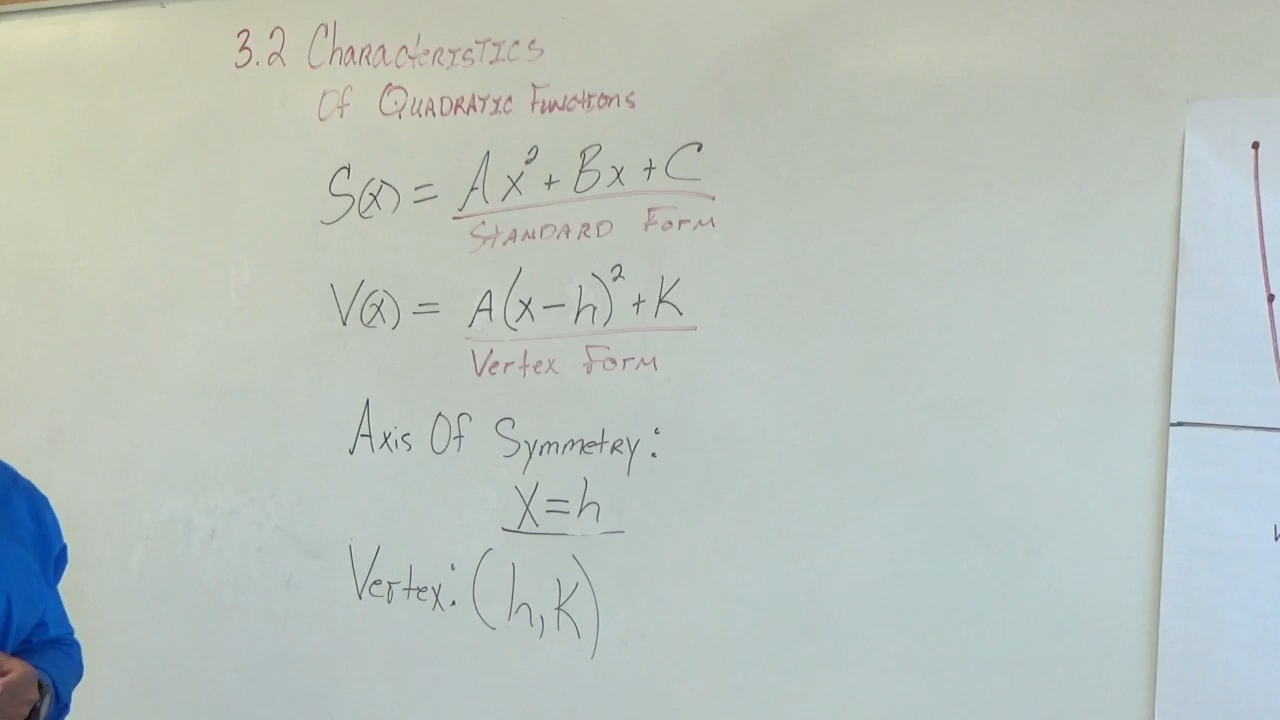 3.2 Characteristics
Of Quadratic Functions
S(x) = Ax² + Bx + C
Standard Form
V(x) = A(x-h)² + K
Vertex Form
Axis Of Symmetry:
X=h
Vertex: (h,K)